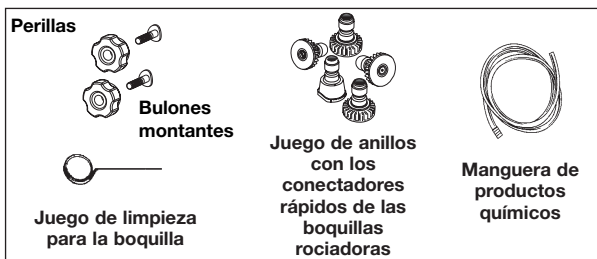 Perillas
Bulones
montantes
Juego de limpieza
para la boquilla
Juego de anillos
con los
conectadores
rápidos de las
boquillas
rociadoras
Manguera de
productos
químicos